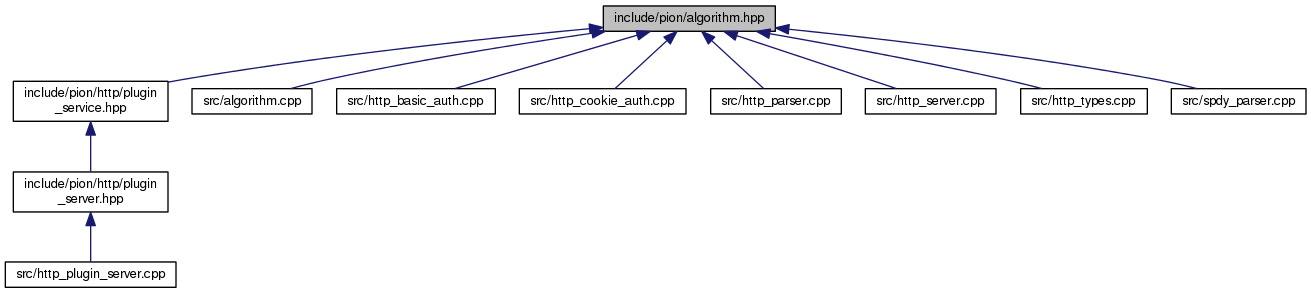 include/pion/algorithm.hpp
include/pion/http/plugin
_service.hpp
src/algorithm.cpp
src/http_basic_auth.cpp
src/http_cookie_auth.cpp
src/http_parser.cpp
src/http_server.cpp
src/http_types.cpp
src/spdy_parser.cpp
include/pion/http/plugin
_server.hpp
src/http_plugin_server.cpp